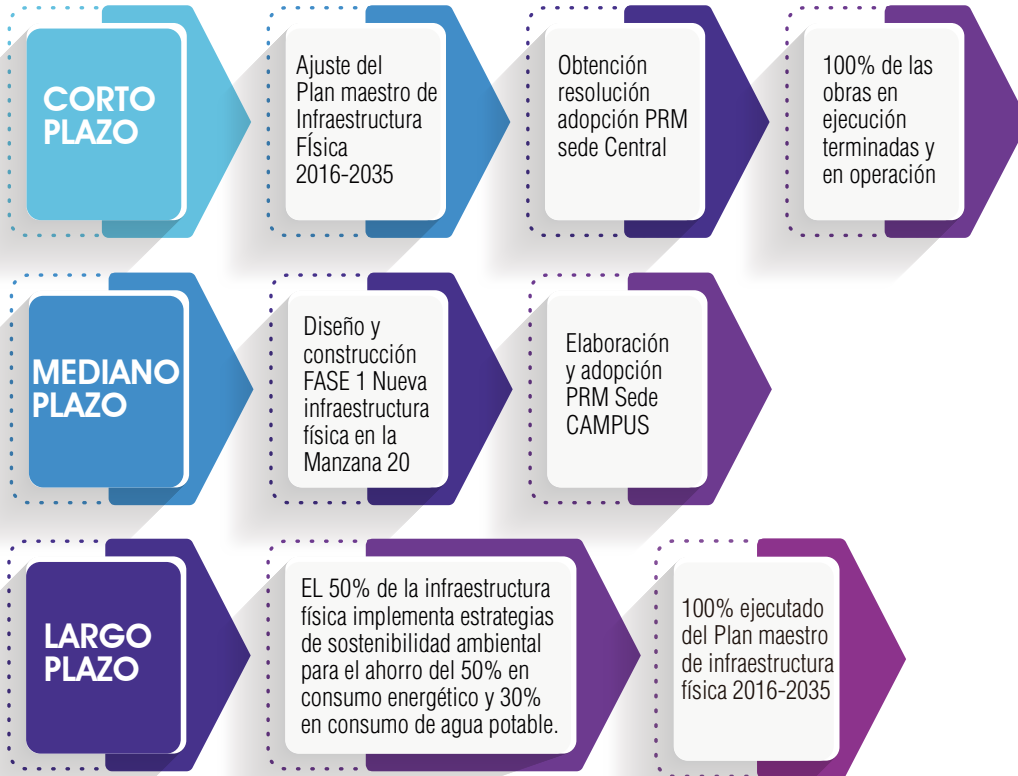 CORTO
PLAZO
Ajuste del
Plan maestro de
Infraestructura
FÍsica
2016-2035
Obtención
resolución
adopción PRM
sede Central
100% de las
obras en
ejecución
terminadas y
en operación
MEDIANO
PLAZO
Diseño y
construcción
FASE 1 Nueva
infraestructura
física en la
Manzana 20
Elaboración
y adopción
PRM Sede
CAMPUS
LARGO
PLAZO
EL 50% de la infraestructura
física implementa estrategias
de sostenibilidad ambiental
para el ahorro del 50% en
consumo energético y 30%
en consumo de agua potable.
100% ejecutado
del Plan maestro
de infraestructura
física 2016-2035